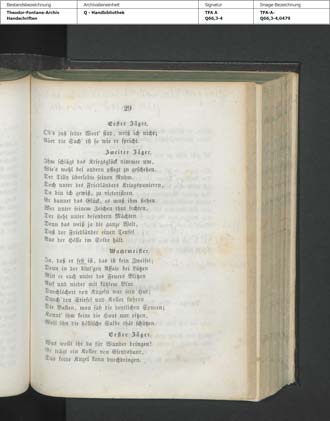 Bestandsbezeichnung
Theodor-Fontane-Archiv
Handschriften
Archivalieneinheit
Q - Handbibliothek
Signatur
TFA A
Q66,3-4
Image-Bezeichnung
TFA-A-
Q66,3-4,0479
29
Erster Jäger.
Ob's just seine Wort' sind, weiß ich nicht;
Aber die Sach' ist so wie er spricht.
Zweiter Jäger.
Ihm schlägt das Kriegsglück nimmer um,
Wie's wohl bei andern pflegt zu geschehen.
Der Tilly überlebte seinen Ruhm.
Doch unter des Friedländers Kriegspanieren,
Da bin ich gewiß, zu victorisiren.
Er bannet das Glück, es muß ihm stehen.
Wer unter seinem Zeichen thut fechten,
Der steht unter besondern Mächten.
Denn das weiß ja die ganze Welt,
Daß der Friedländer einen Teufel
Aus der Hölle im Solde hält.
Wachtmeister.
Ja, daß er fest ist, das ist kein Zweifel;
Denn in der blut'gen Affair bei Lützen
Ritt er euch unter des Feuers Blitzen
Auf und nieder mit kühlem Blut.
Durchlöchert von Kugeln war sein Hut;
Durch den Stiefel und Koller fuhren
Die Ballen, man sah die deutlichen Spuren;
Konnt' ihm keine die Haut nur ritzen,
Weil ihn die höllische Salbe thät schützen.
Erster Jäger.
Was wollt ihr da für Wunder bringen!
Er trägt ein Koller von Elendshaut,
Das keine Kugel kann durchdringen.